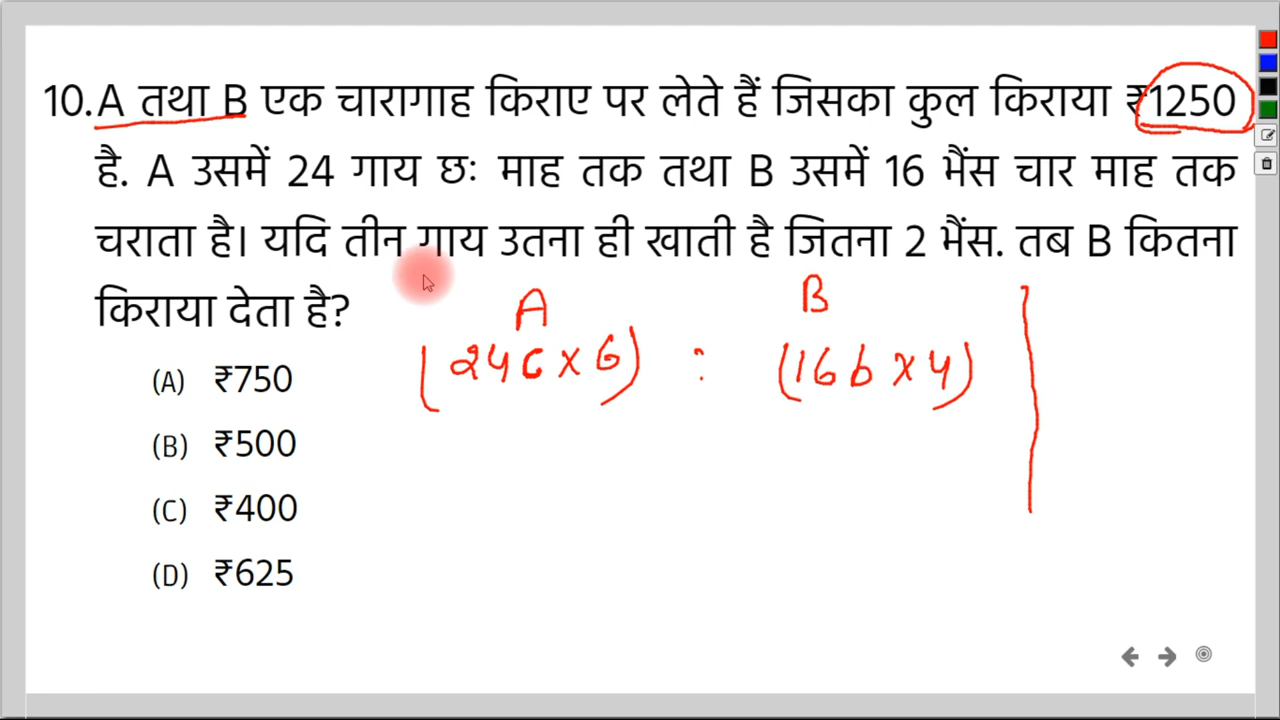 10. A तथा B एक चारागाह किराए पर लेते हैं जिसका कुल किराया ₹1250
है. A उसमें 24 गाय छः माह तक तथा B उसमें 16 भैंस चार माह तक
चराता है। यदि तीन गाय उतना ही खाती है जितना 2 भैंस. तब B कितना
किराया देता है?
A B
(24c×6) : (16b×4)
(A) ₹750
(B) ₹500
(C) ₹400
(D) ₹625